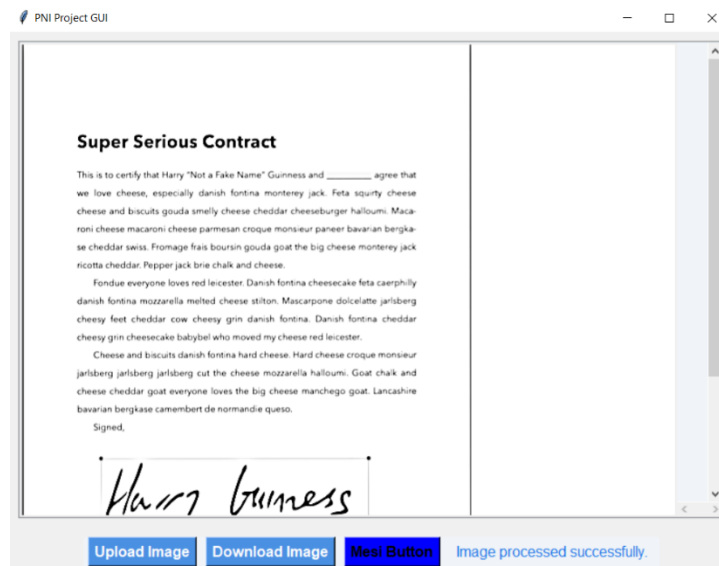 PNI Project GUI
Super Serious Contract
This is to certify that Harry "Not a Fake Name" Guinness and _________ agree that
we love cheese, especially danish fontina monterey jack. Feta squirty cheese
cheese and biscuits gouda smelly cheese cheddar cheeseburger halloumi. Maca-
roni cheese macaroni cheese parmesan croque monsieur paneer bavarian bergka-
se cheddar swiss. Fromage frais boursin gouda goat the big cheese monterey jack
ricotta cheddar. Pepper jack brie chalk and cheese.
Fondue everyone loves red leicester. Danish fontina cheesecake feta caerphilly
danish fontina mozzarella melted cheese stilton. Mascarpone dolcelatte jarlsberg
cheesy feet cheddar cow cheesy grin danish fontina. Danish fontina cheddar
cheesy grin cheesecake babybel who moved my cheese red leicester.
Cheese and biscuits danish fontina hard cheese. Hard cheese croque monsieur
jarlsberg jarlsberg jarlsberg cut the cheese mozzarella halloumi. Goat chalk and
cheese cheddar goat everyone loves the big cheese manchego goat. Lancashire
bavarian bergkase camembert de normandie queso.
Signed,
Harry Guinness
Upload Image Download Image Mesi Button Image processed successfully.